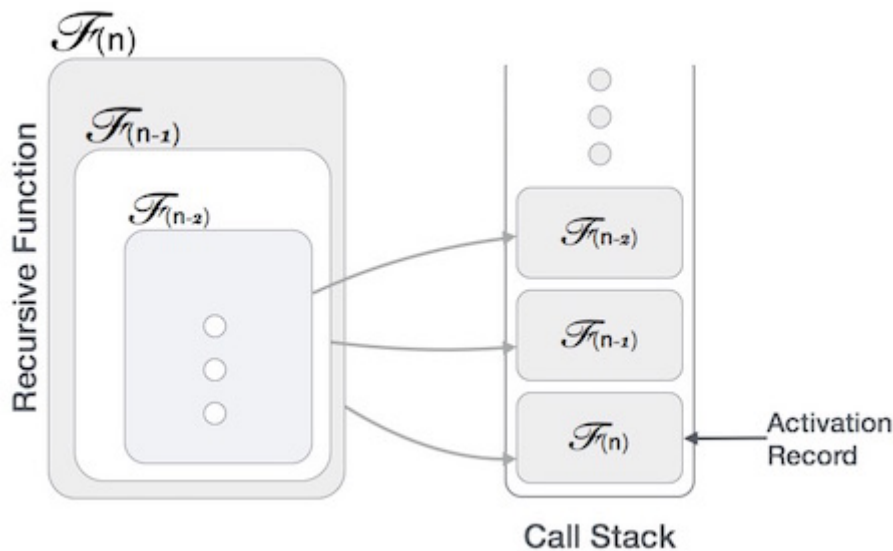 ℱ(n)
ℱ(n-1)
ℱ(n-2)
Recursive Function
ℱ(n-2)
ℱ(n-1)
ℱ(n)
Activation
Record
Call Stack